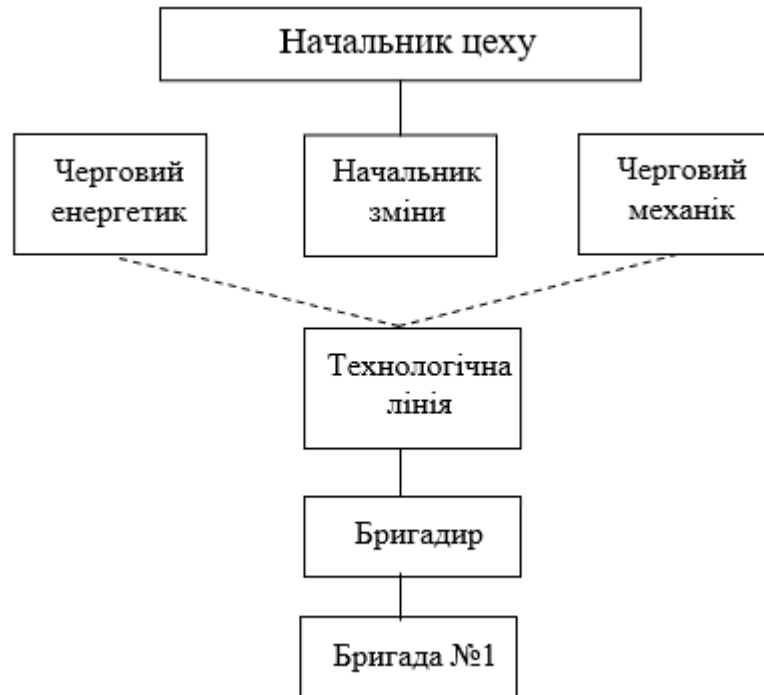 Начальник цеху
Черговий
енергетик
Начальник
зміни
Черговий
механік
Технологічна
лінія
Бригадир
Бригада №1